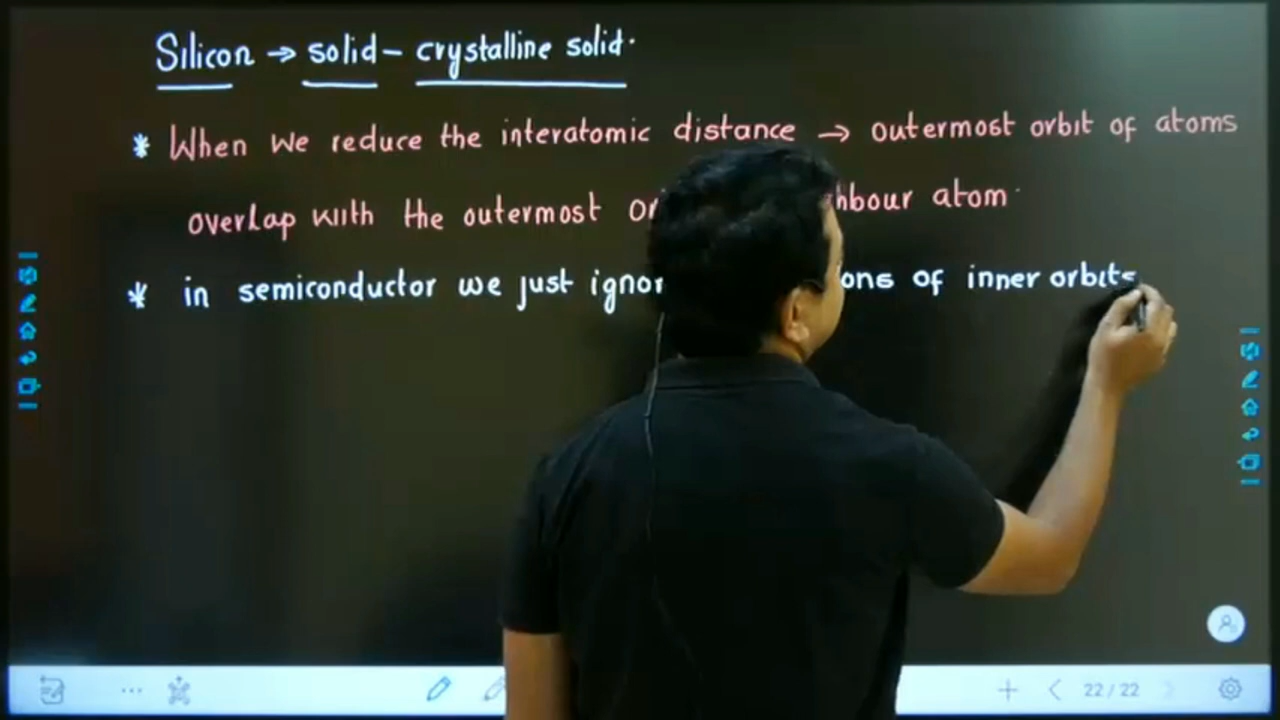 Silicon → solid - crystalline solid.
* When we reduce the interatomic distance → outermost orbit of atoms
overlap with the outermost atom.
* in semiconductor we just of inner orbits
22/22